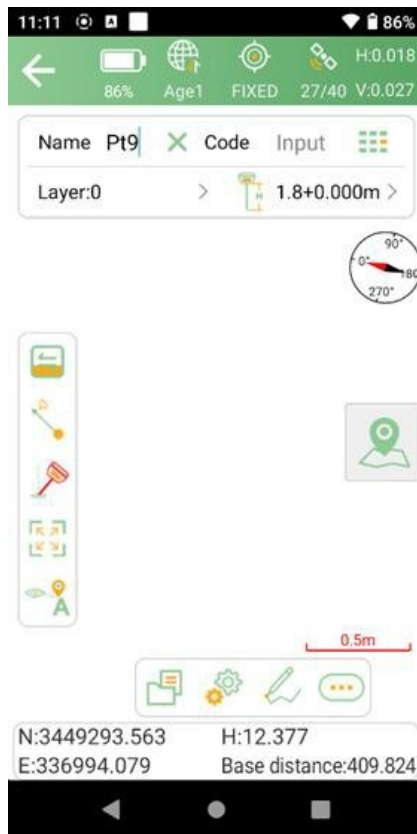 11:11 A 86%
H:0.018
86% Age1 FIXED 27/40 V:0.027
Name Pt9 Code Input
Layer:0 H 1.8+0.000m
90°
0° 180
270°
A
0.5m
N:3449293.563 H:12.377
E:336994.079 Base distance:409.824